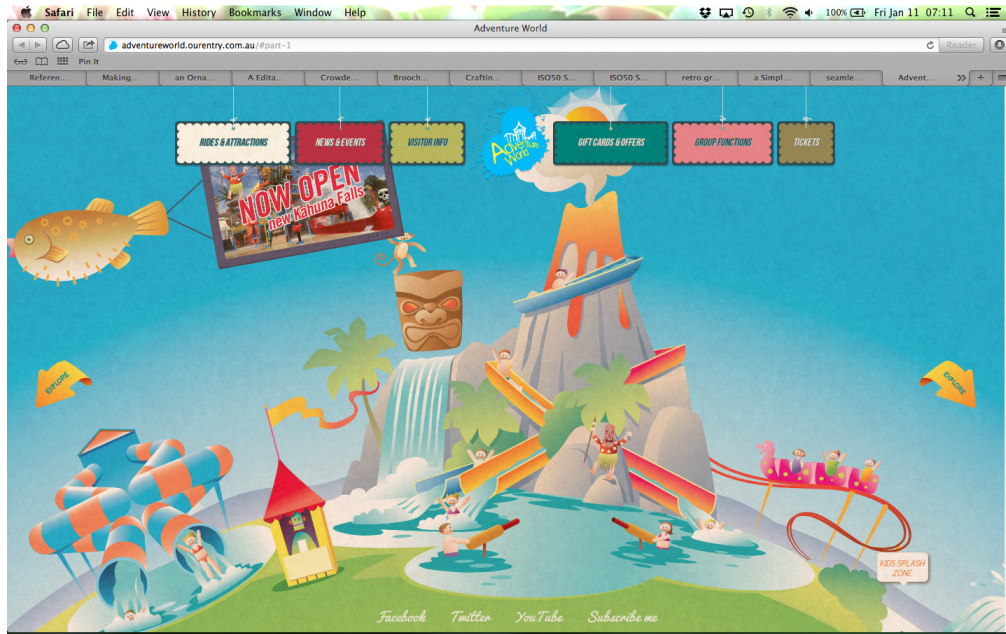 Safari File Edit View History Bookmarks Window Help 100% Fri Jan 11 07:11
Adventure World
adventureworld.ourentry.com.au/#part-1 Reader
Pin It
Referen... Making... an Orna... A Edita... Crowde... Brooch... Craftin... ISO50 S... ISO50 S... retro gr... a Simpl... seamle... Advent...
RIDES & ATTRACTIONS NEWS & EVENTS VISITOR INFO Adventure World GIFT CARDS & OFFERS GROUP FUNCTIONS TICKETS
NOW OPEN
new Kahuna Falls
EXPLORE EXPLORE
KIDS SPLASH
ZONE
Facebook Twitter YouTube Subscribe me